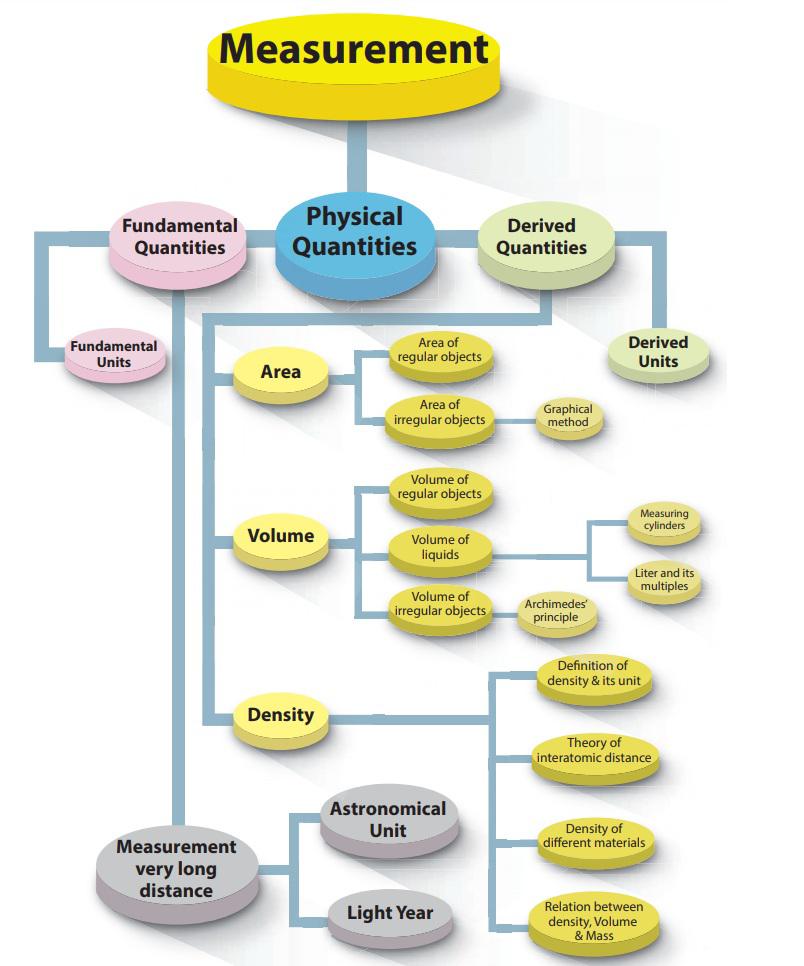 Measurement
Fundamental
Quantities
Physical
Quantities
Derived
Quantities
Fundamental
Units
Derived
Units
Area
Area of
regular objects
Area of
irregular objects
Graphical
method
Volume
Volume of
regular objects
Volume of
liquids
Measuring
cylinders
Liter and its
multiples
Volume of
irregular objects
Archimedes'
principle
Density
Definition of
density & its unit
Theory of
interatomic distance
Density of
different materials
Relation between
density, Volume
& Mass
Measurement
very long
distance
Astronomical
Unit
Light Year